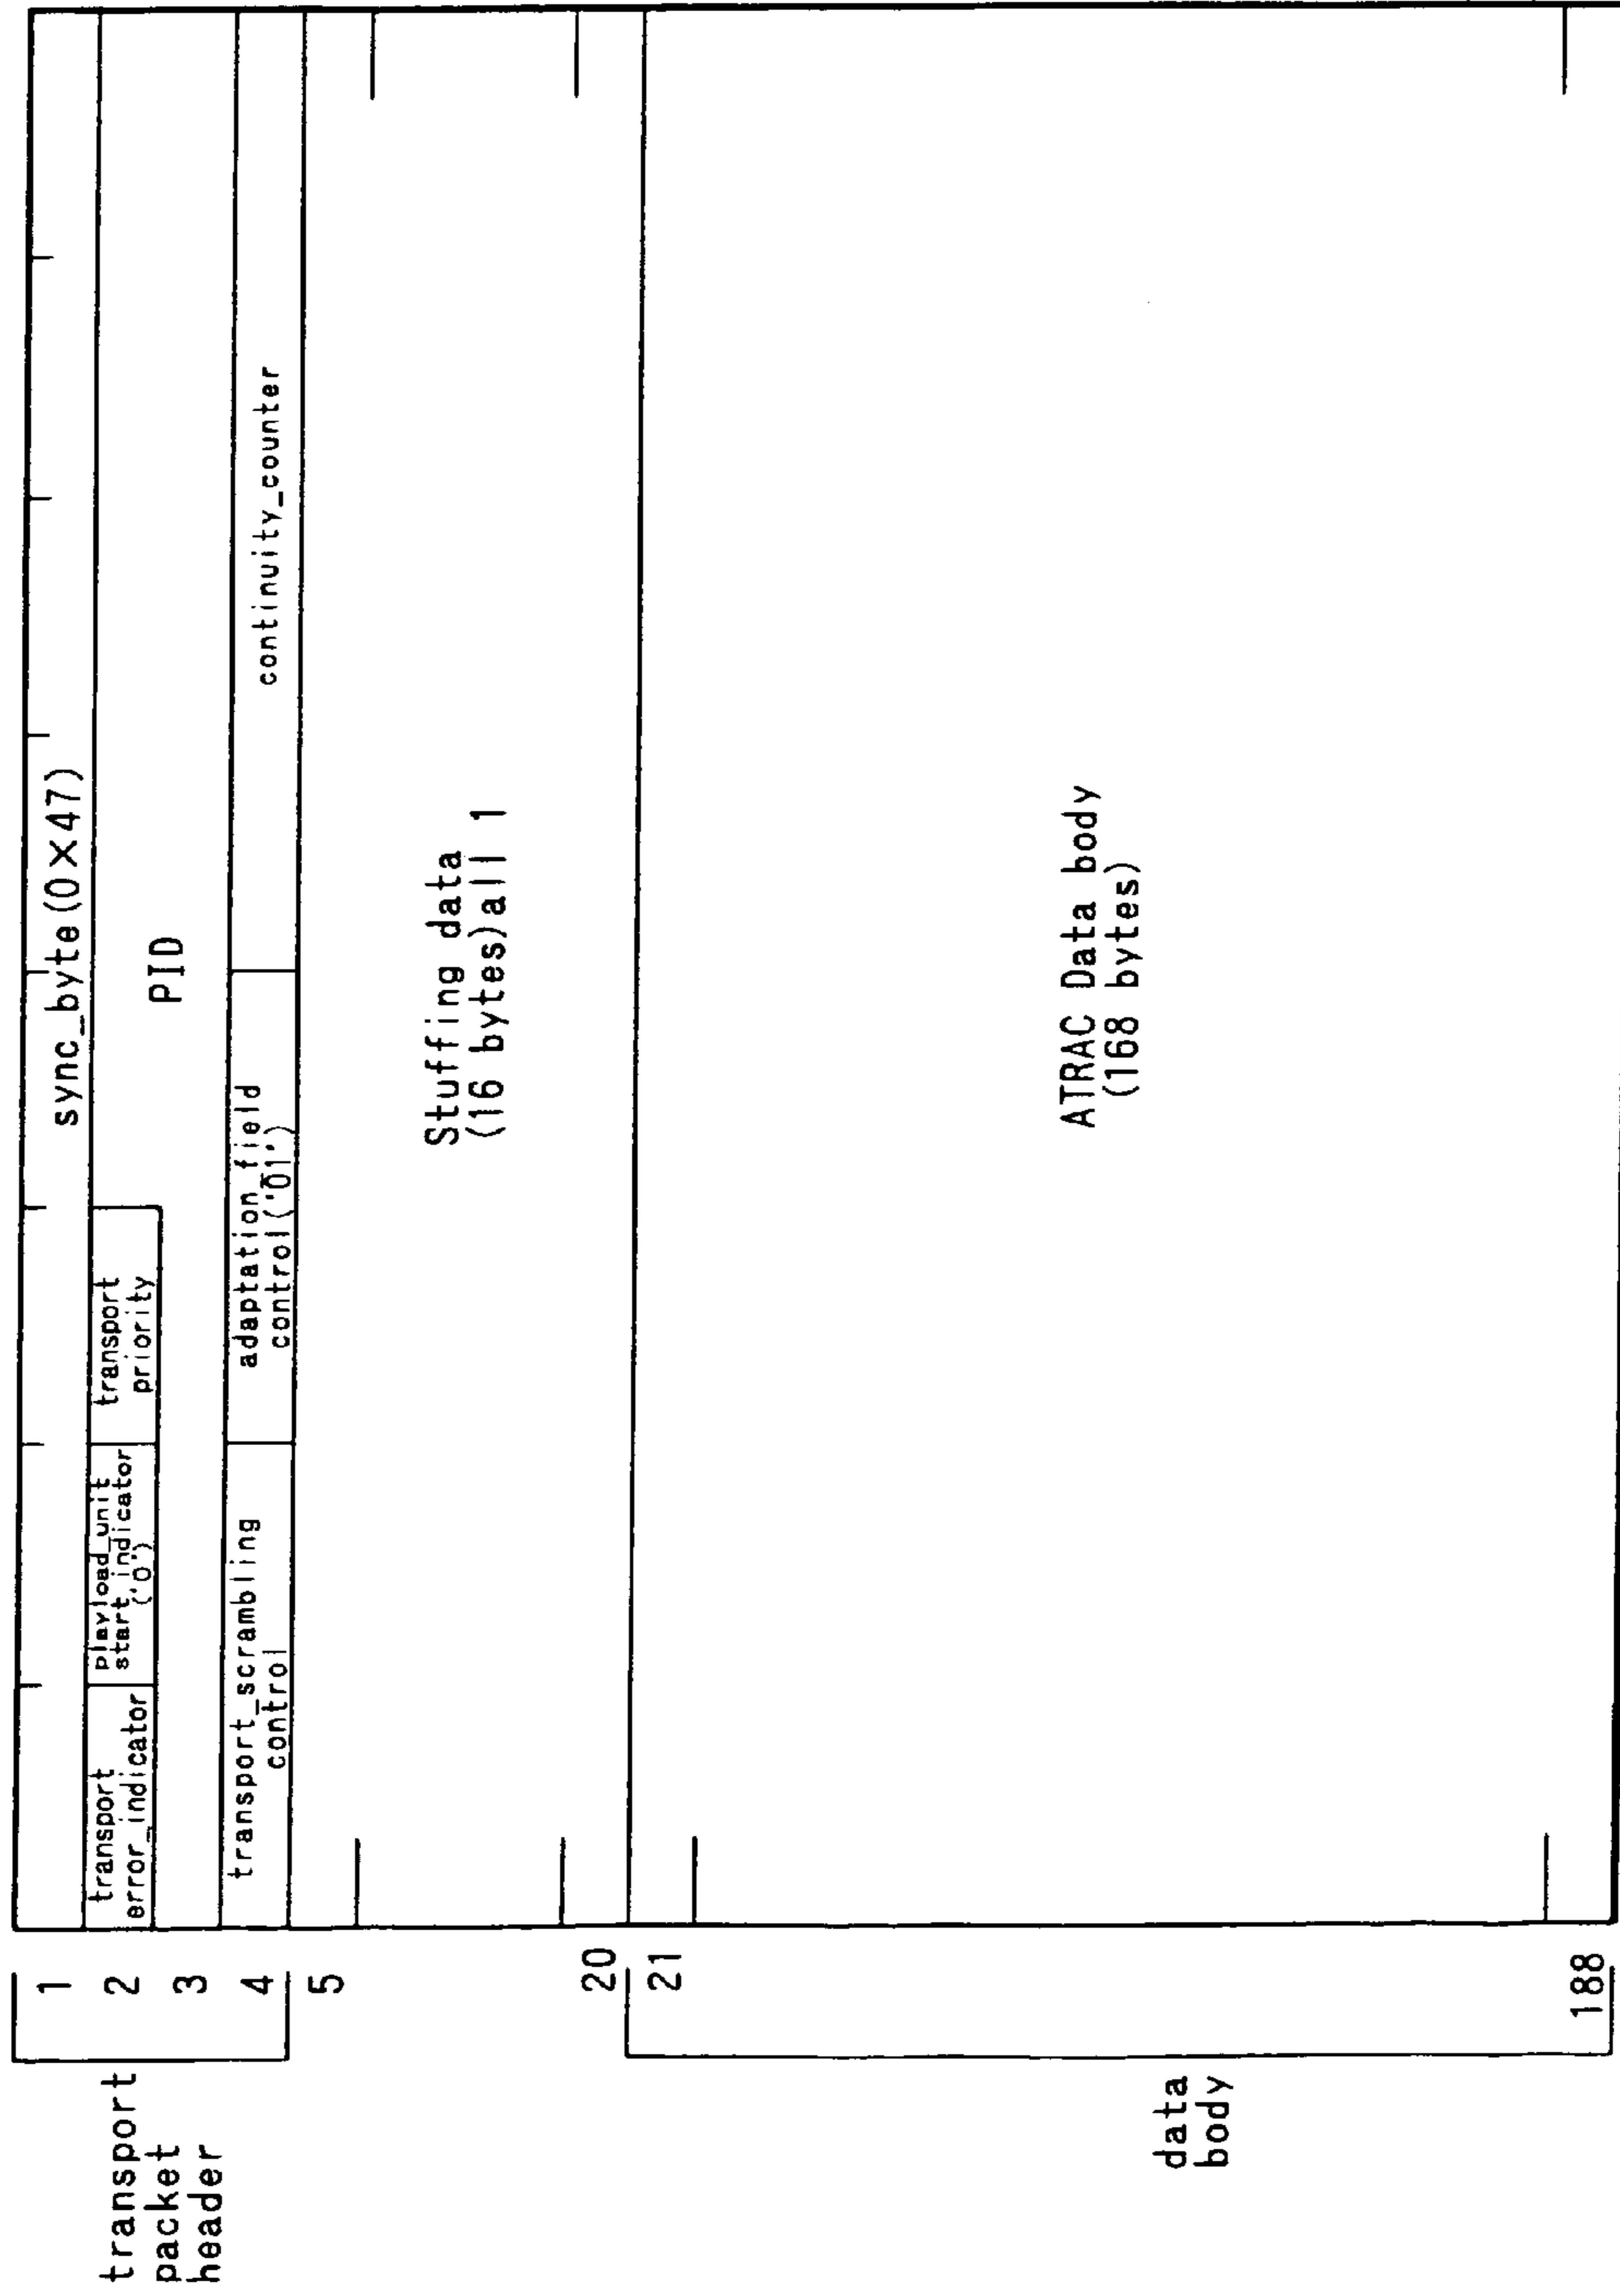 transport
packet
header
1
sync_byte(0×47)
2
transport
error_indicator
playload_unit
start_indicator
('0')
transport
priority
PID
3
4
transport_scrambling
control
adaptation_field
control('01')
continuity_counter
5
Stuffing data
(16 bytes)all 1
20
21
data
body
ATRAC Data body
(168 bytes)
188